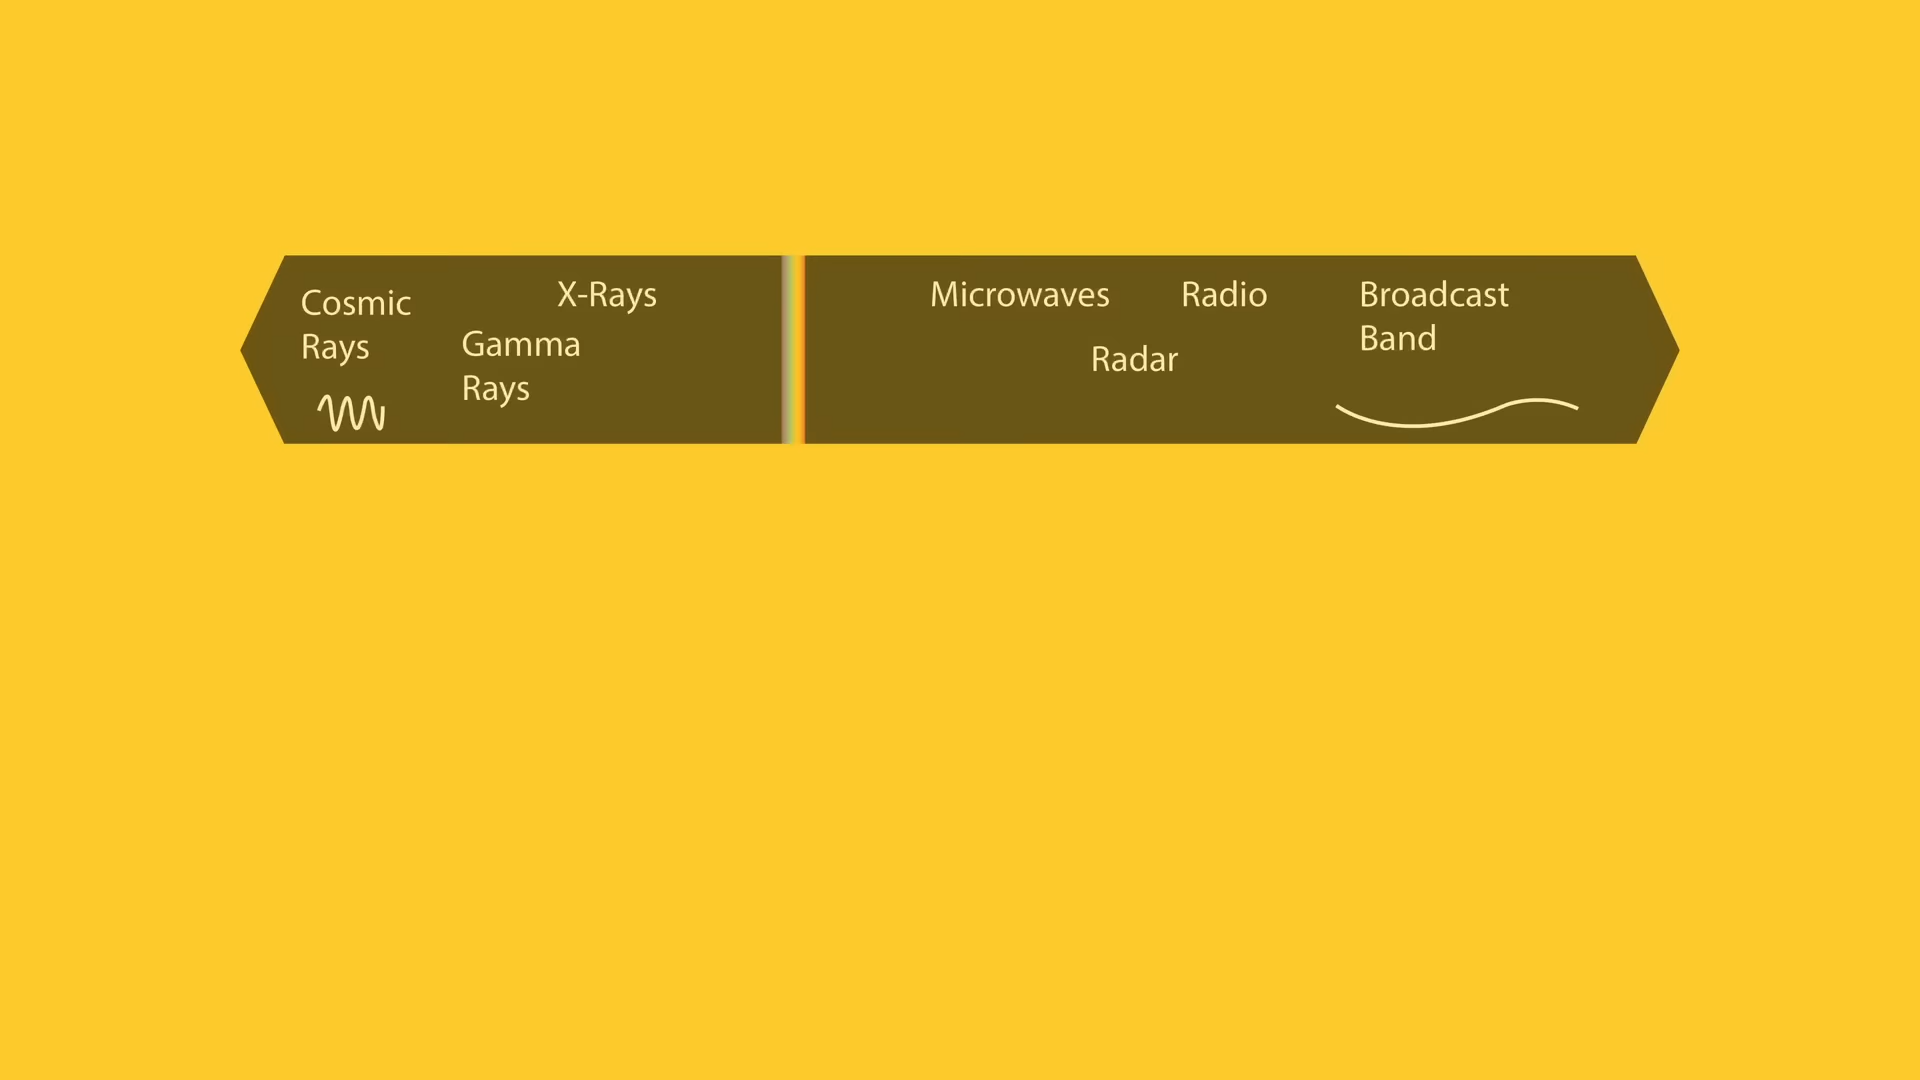 Cosmic
Rays
Gamma
Rays
X-Rays
Microwaves
Radar
Radio
Broadcast
Band